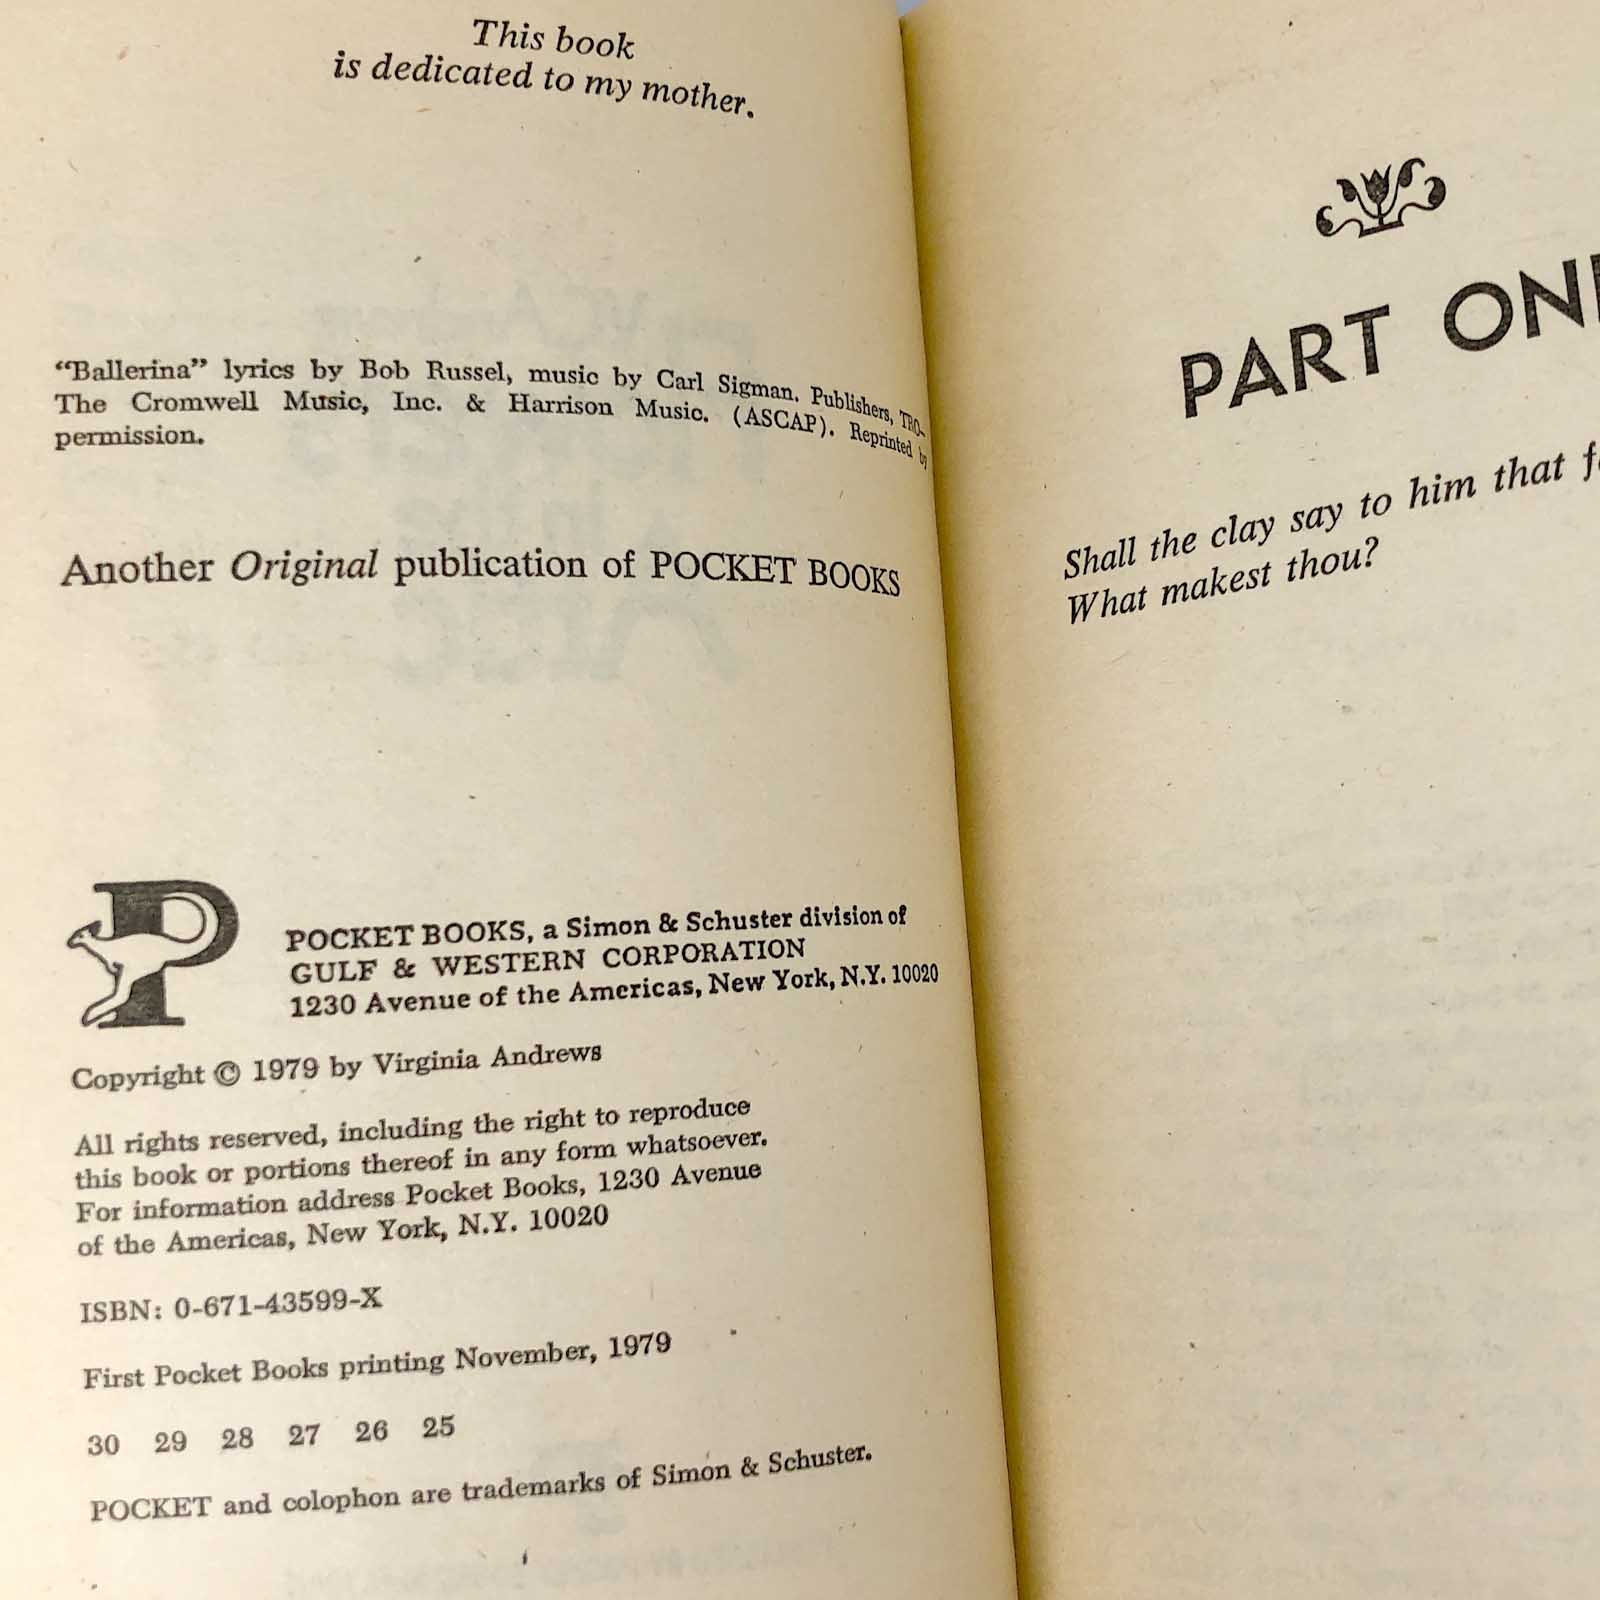 This book
is dedicated to my mother.
"Ballerina" lyrics by Bob Russel, music by Carl Sigman. Publishers, TRO-
The Cromwell Music, Inc. & Harrison Music. (ASCAP). Reprinted by
permission.
Another Original publication of POCKET BOOKS
P
POCKET BOOKS, a Simon & Schuster division of
GULF & WESTERN CORPORATION
1230 Avenue of the Americas, New York, N.Y. 10020
Copyright © 1979 by Virginia Andrews
All rights reserved, including the right to reproduce
this book or portions thereof in any form whatsoever.
For information address Pocket Books, 1230 Avenue
of the Americas, New York, N.Y. 10020
ISBN: 0-671-43599-X
First Pocket Books printing November, 1979
30 29 28 27 26 25
POCKET and colophon are trademarks of Simon & Schuster.
PART ONE
Shall the clay say to him that
What makest thou?